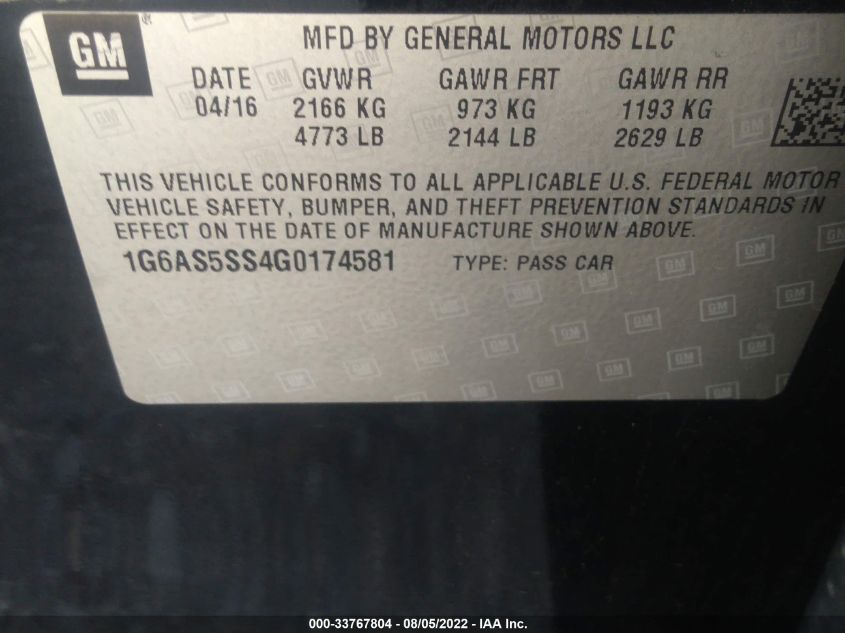 GM
MFD BY GENERAL MOTORS LLC
DATE GVWR GAWR FRT GAWR RR
04/16 2166 KG 973 KG 1193 KG
4773 LB 2144 LB 2629 LB
THIS VEHICLE CONFORMS TO ALL APPLICABLE U.S. FEDERAL MOTOR
VEHICLE SAFETY, BUMPER, AND THEFT PREVENTION STANDARDS IN
EFFECT ON THE DATE OF MANUFACTURE SHOWN ABOVE.
1G6AS5SS4G0174581 TYPE: PASS CAR
000-33767804 - 08/05/2022 - IAA Inc.